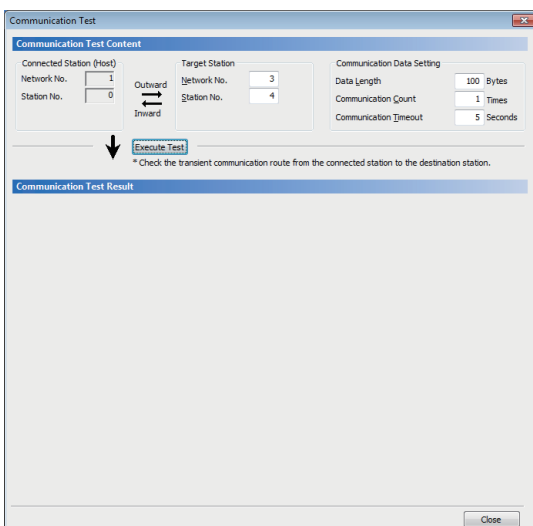 Communication Test
Communication Test Content
Connected Station (Host)
Network No. 1
Station No. 0
Outward
Inward
Target Station
Network No. 3
Station No. 4
Communication Data Setting
Data Length 100 Bytes
Communication Count 1 Times
Communication Timeout 5 Seconds
Execute Test
* Check the transient communication route from the connected station to the destination station.
Communication Test Result
Close